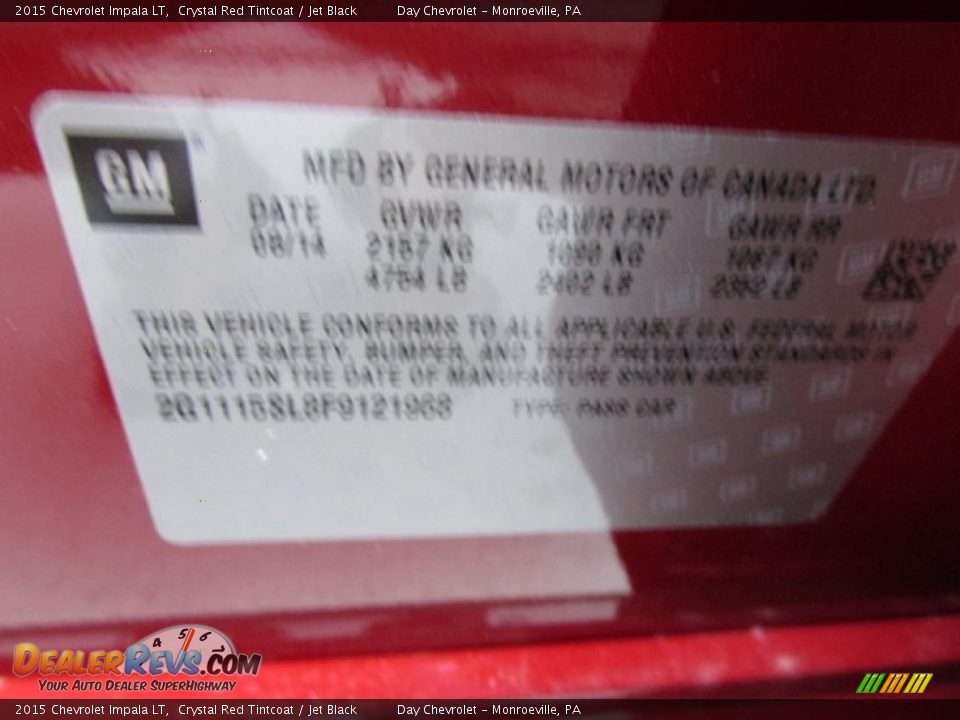 2015 Chevrolet Impala LT,  Crystal Red Tintcoat / Jet Black          Day Chevrolet - Monroeville, PA
GM
MFD BY GENERAL MOTORS OF CANADA LTD.
DATE GVWR GAWR FRT GAWR RR
08/14 2157 KG 1090 KG 1067 KG
4754 LB 2402 LB 2352 LB
THIS VEHICLE CONFORMS TO ALL APPLICABLE U.S. FEDERAL MOTOR
VEHICLE SAFETY, BUMPER, AND THEFT PREVENTION STANDARDS IN
EFFECT ON THE DATE OF MANUFACTURE SHOWN ABOVE.
TYPE: PASS CAR
DealerRevs.com
Your Auto Dealer SuperHighway
2015 Chevrolet Impala LT,  Crystal Red Tintcoat / Jet Black          Day Chevrolet - Monroeville, PA